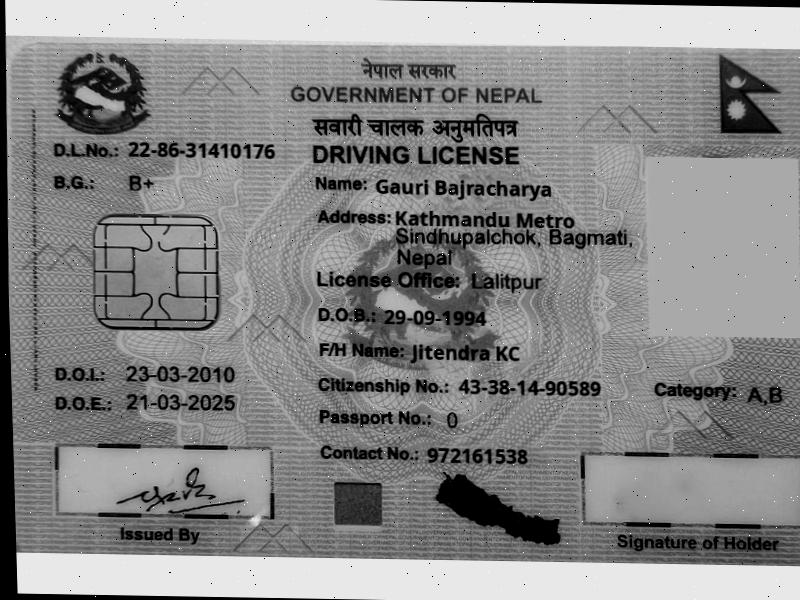 नेपाल सरकार
GOVERNMENT OF NEPAL
सवारी चालक अनुमतिपत्र
DRIVING LICENSE
D.L.No.: 22-86-31410176
B.G.: B+
Name: Gauri Bajracharya
Address: Kathmandu Metro
Sindhupalchok, Bagmati,
Nepal
License Office: Lalitpur
D.O.B.: 29-09-1994
F/H Name: Jitendra KC
D.O.I.: 23-03-2010
Citizenship No.: 43-38-14-90589
Category: A,B
D.O.E.: 21-03-2025
Passport No.: 0
Contact No.: 972161538
Issued By
Signature of Holder